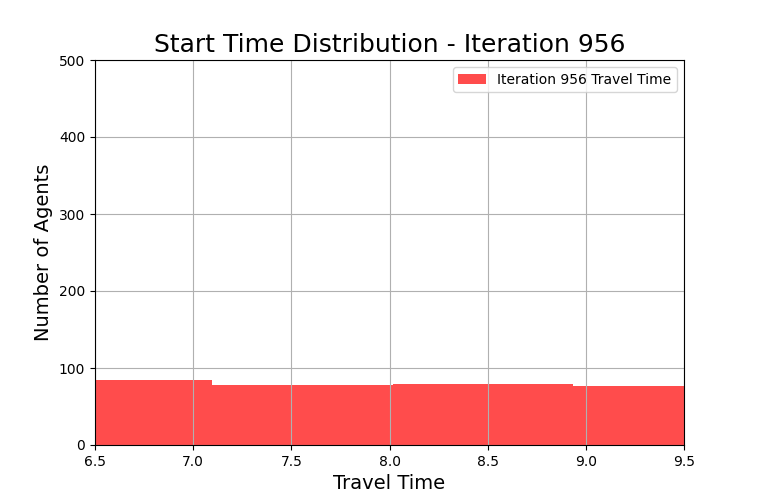 Start Time Distribution - Iteration 956
Iteration 956 Travel Time
Number of Agents
500
400
300
200
100
0
6.5 7.0 7.5 8.0 8.5 9.0 9.5
Travel Time